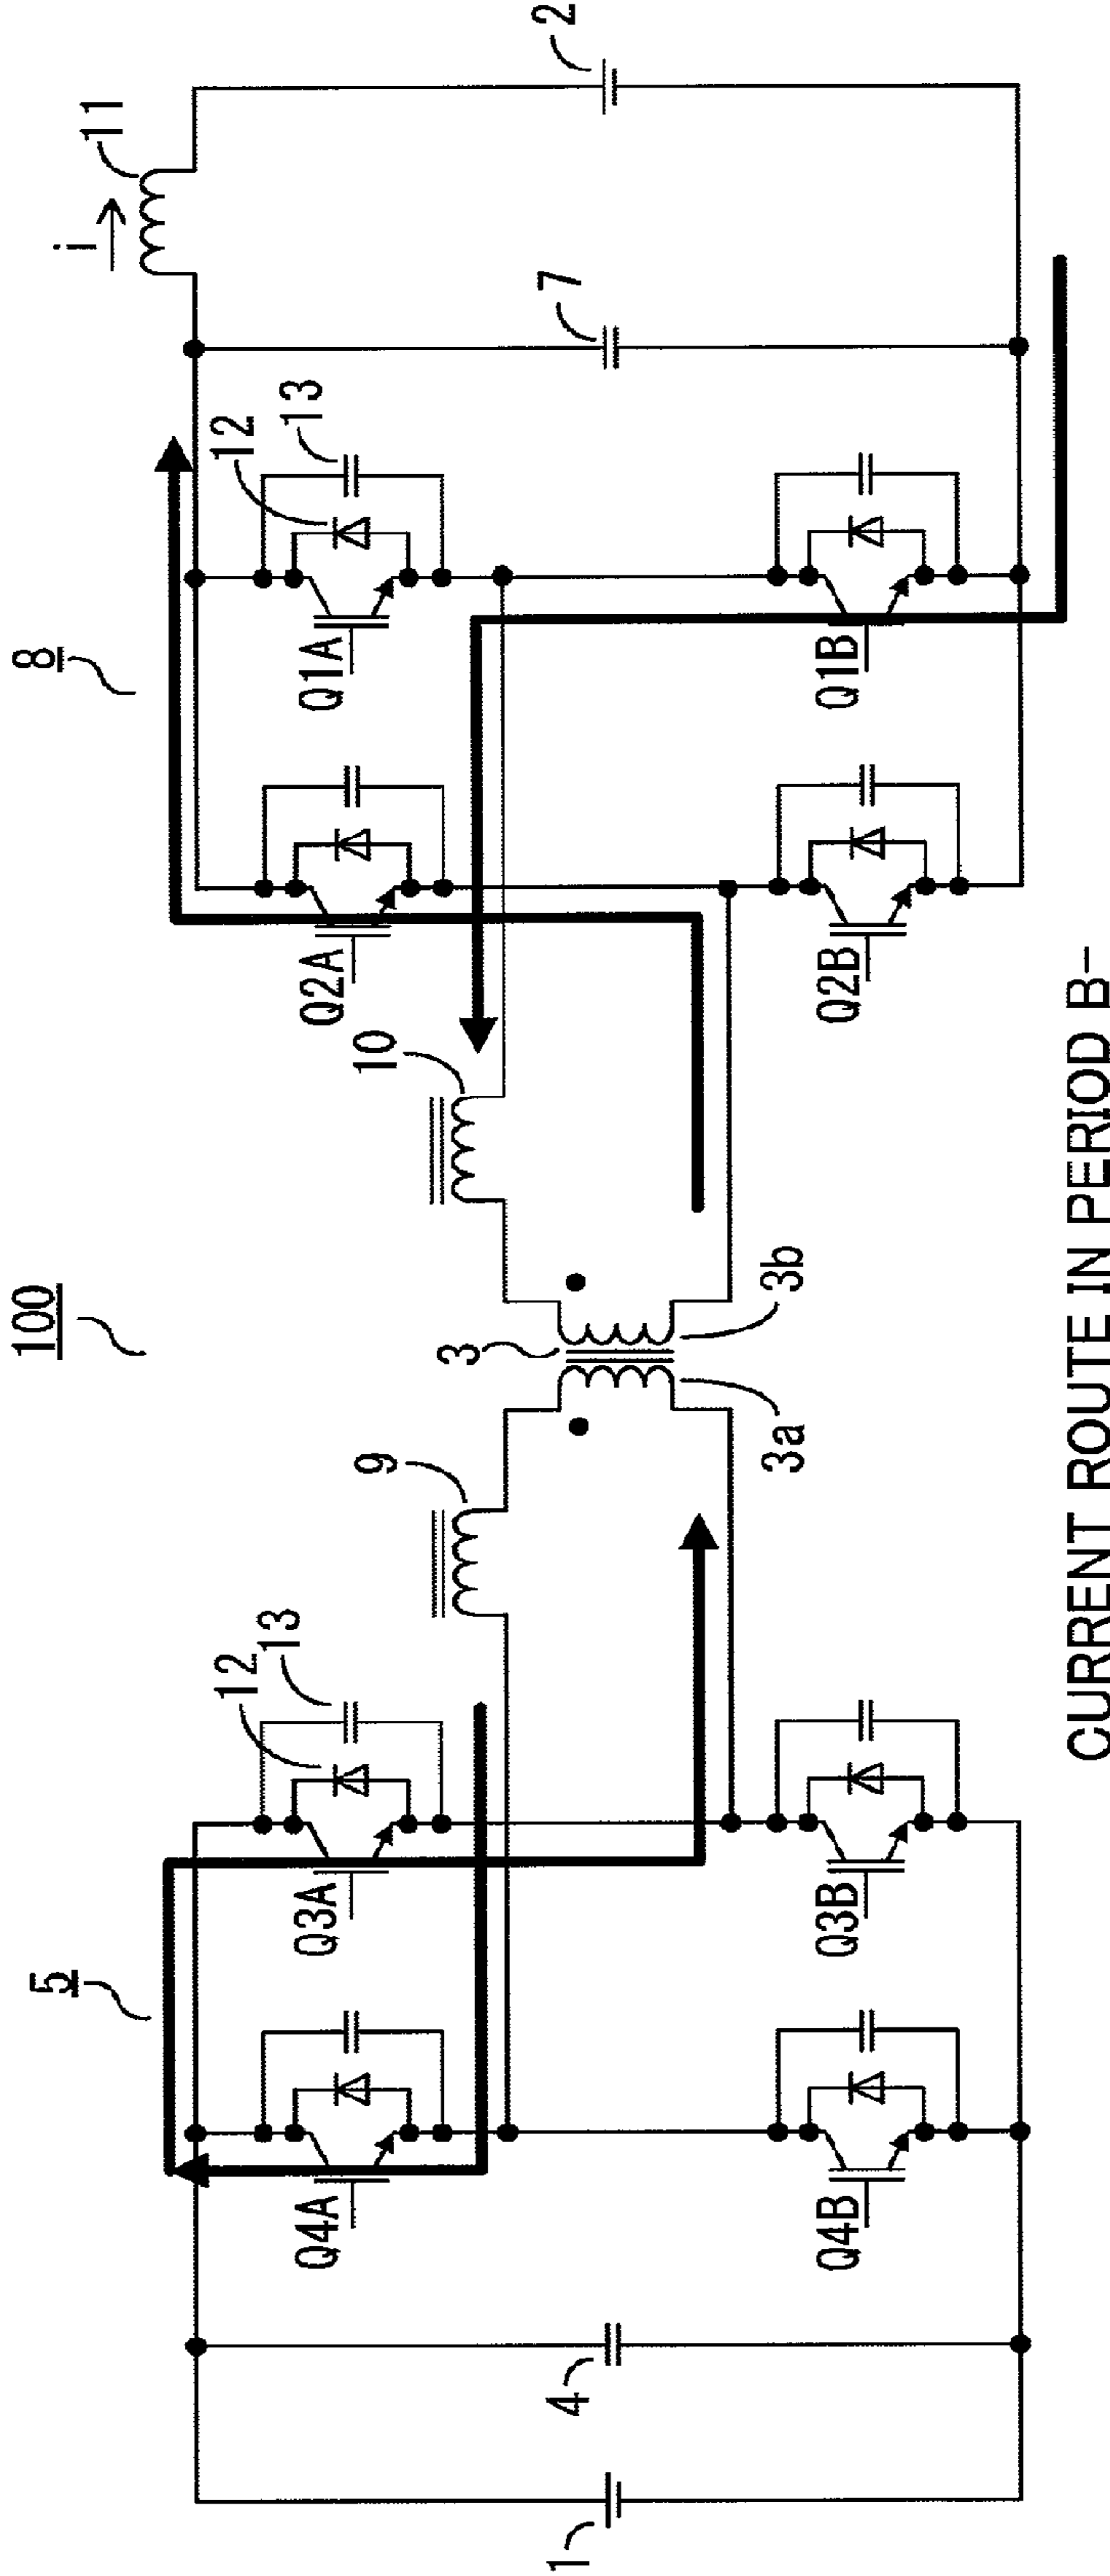 100
5
8
i
11
12
13
12
13
9
10
Q4A
Q3A
Q2A
Q1A
3
1
4
7
2
3a
3b
Q4B
Q3B
Q2B
Q1B
CURRENT ROUTE IN PERIOD B-